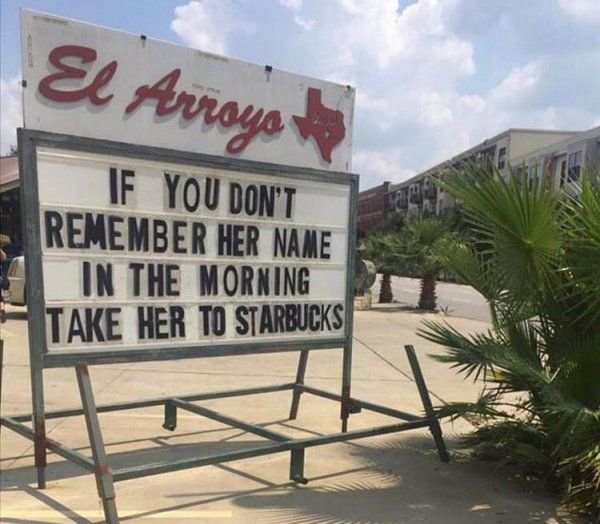 El Arroyo
IF YOU DON'T
REMEMBER HER NAME
IN THE MORNING
TAKE HER TO STARBUCKS